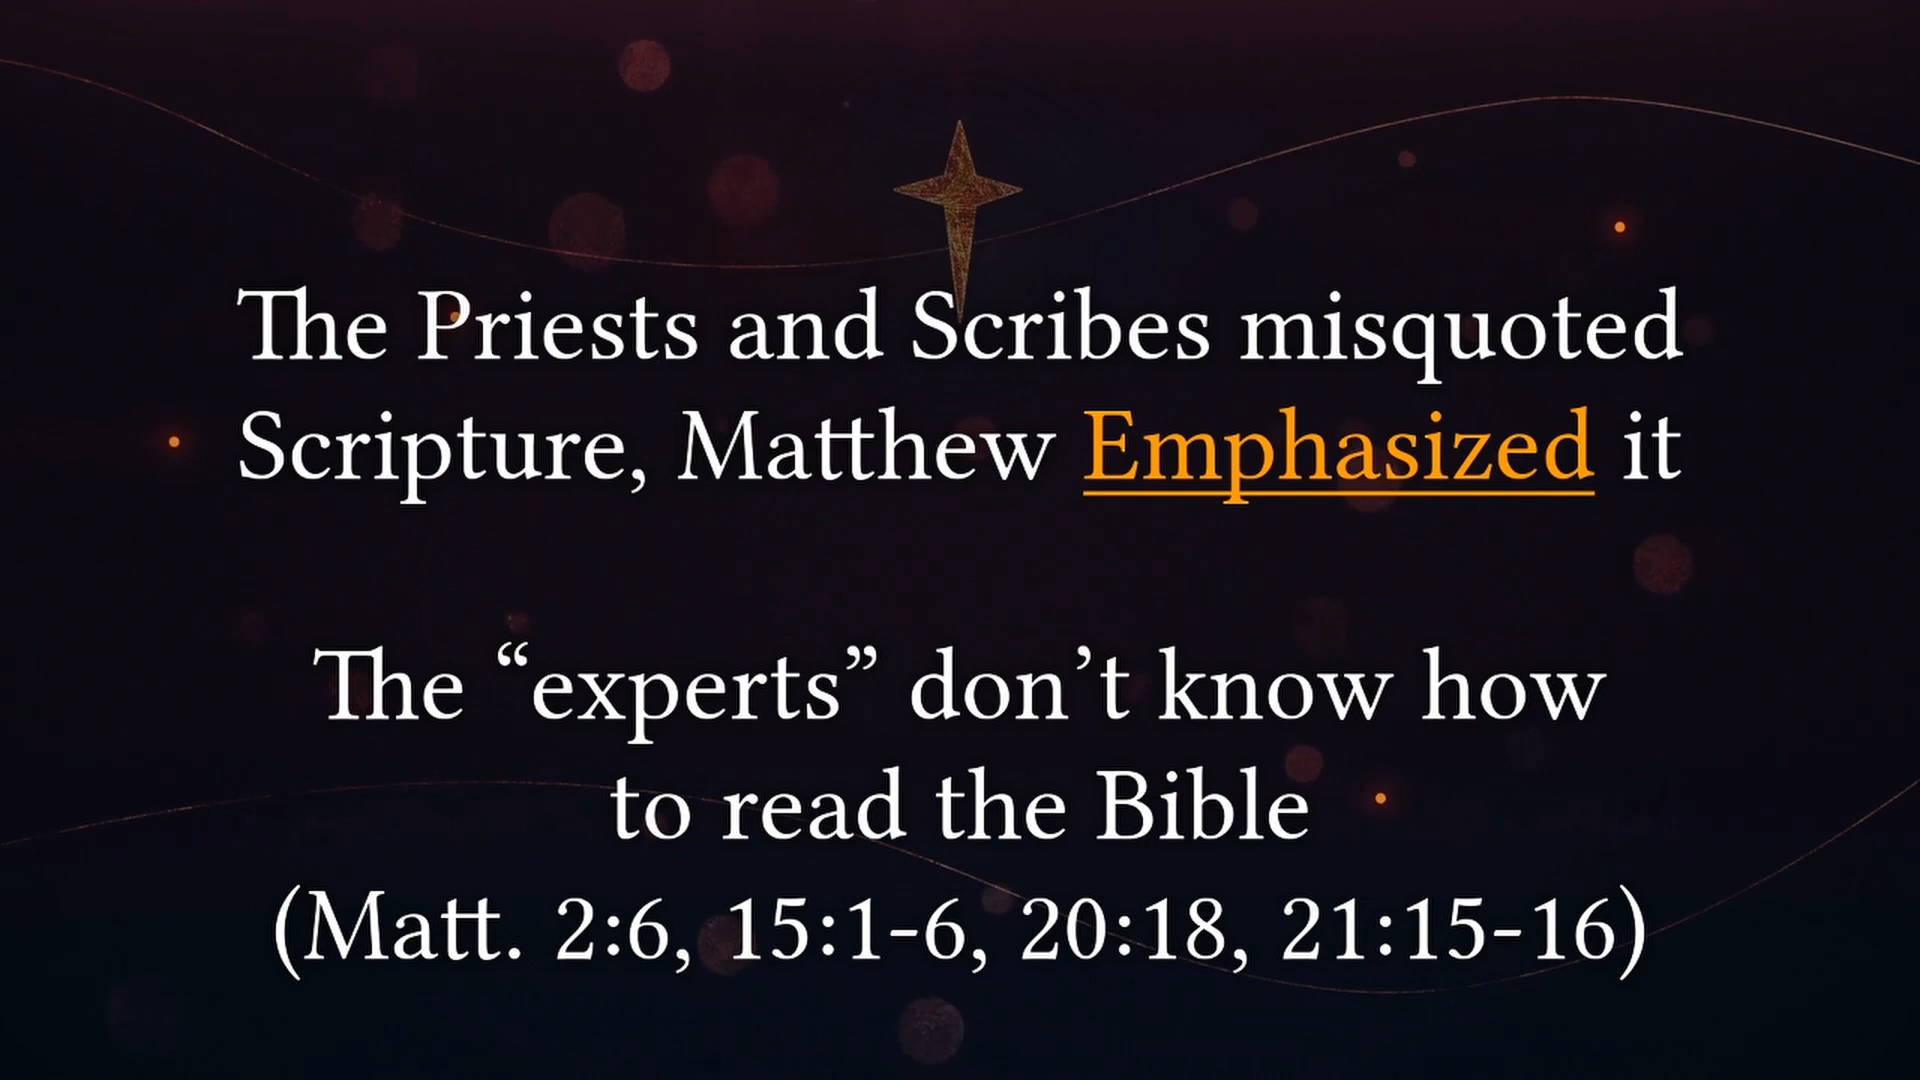 The Priests and Scribes misquoted
Scripture, Matthew Emphasized it
The “experts” don’t know how
to read the Bible
(Matt. 2:6, 15:1-6, 20:18, 21:15-16)